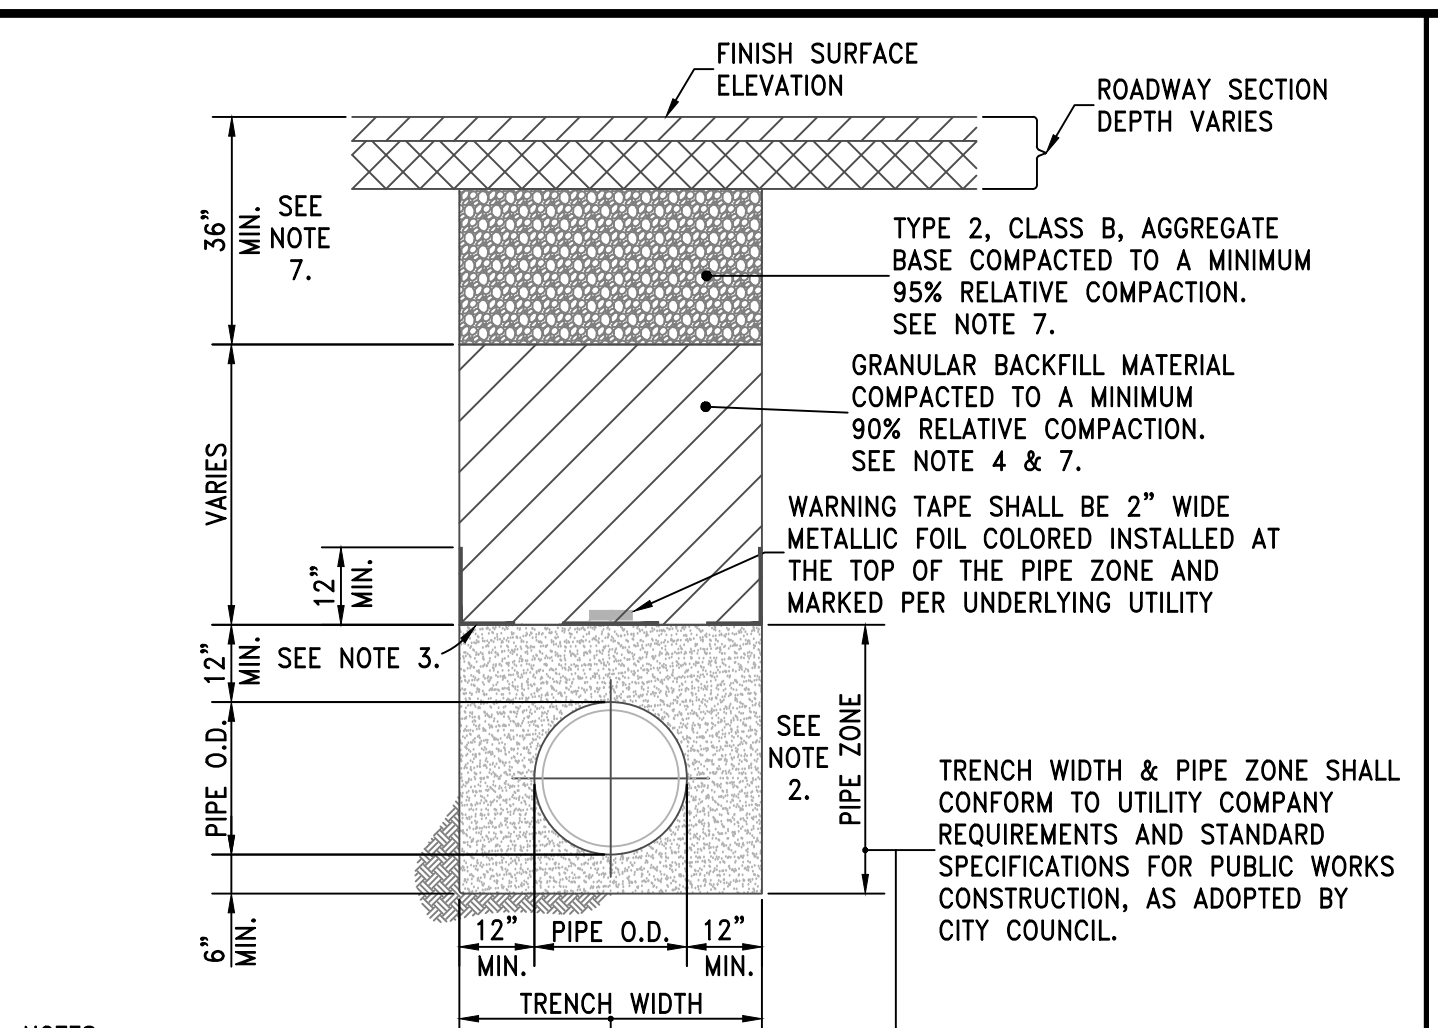 FINISH SURFACE
ELEVATION
ROADWAY SECTION
DEPTH VARIES
36"
MIN.
SEE
NOTE
7.
TYPE 2, CLASS B, AGGREGATE
BASE COMPACTED TO A MINIMUM
95% RELATIVE COMPACTION.
SEE NOTE 7.
GRANULAR BACKFILL MATERIAL
COMPACTED TO A MINIMUM
90% RELATIVE COMPACTION.
SEE NOTE 4 & 7.
VARIES
WARNING TAPE SHALL BE 2" WIDE
METALLIC FOIL COLORED INSTALLED AT
THE TOP OF THE PIPE ZONE AND
MARKED PER UNDERLYING UTILITY
12"
MIN.
12"
MIN.
SEE NOTE 3.
PIPE O.D.
SEE
NOTE
2.
PIPE ZONE
TRENCH WIDTH & PIPE ZONE SHALL
CONFORM TO UTILITY COMPANY
REQUIREMENTS AND STANDARD
SPECIFICATIONS FOR PUBLIC WORKS
CONSTRUCTION, AS ADOPTED BY
CITY COUNCIL.
6"
MIN.
12"
MIN.
PIPE O.D.
12"
MIN.
TRENCH WIDTH